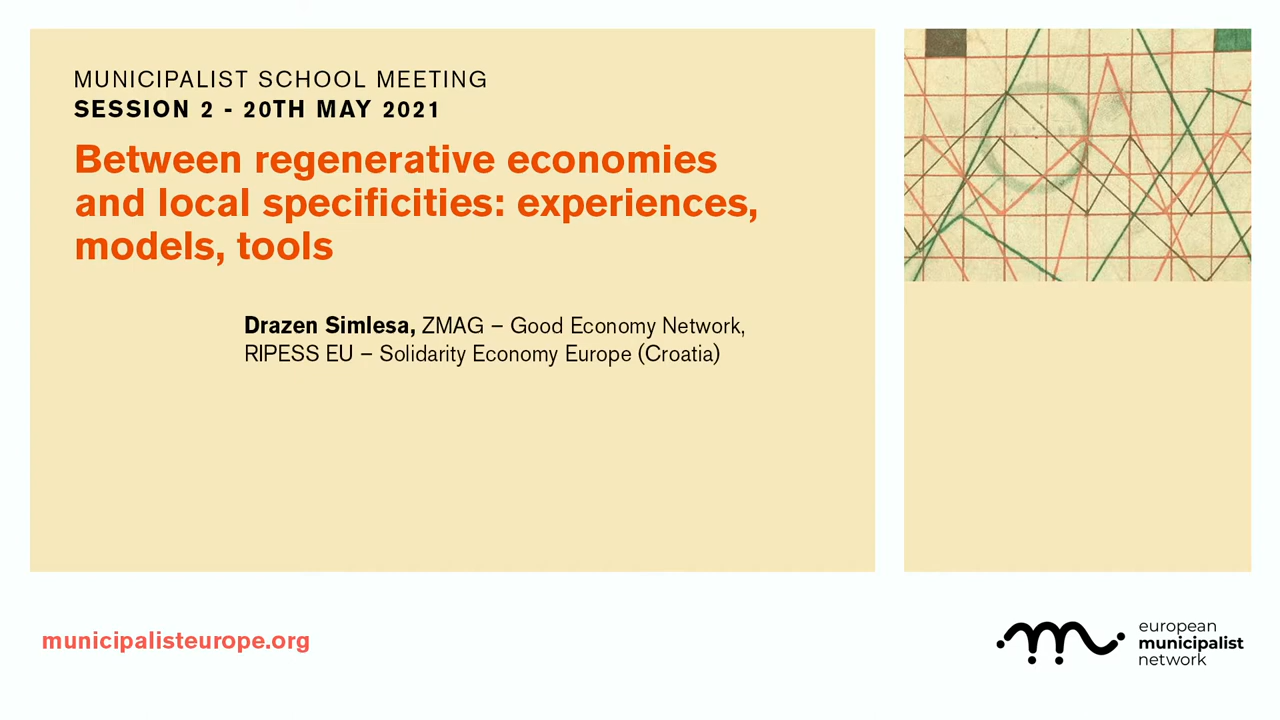 MUNICIPALIST SCHOOL MEETING
SESSION 2 - 20TH MAY 2021
Between regenerative economies
and local specificities: experiences,
models, tools
Drazen Simlesa, ZMAG – Good Economy Network,
RIPESS EU – Solidarity Economy Europe (Croatia)
municipalisteurope.org
european
municipalist
network